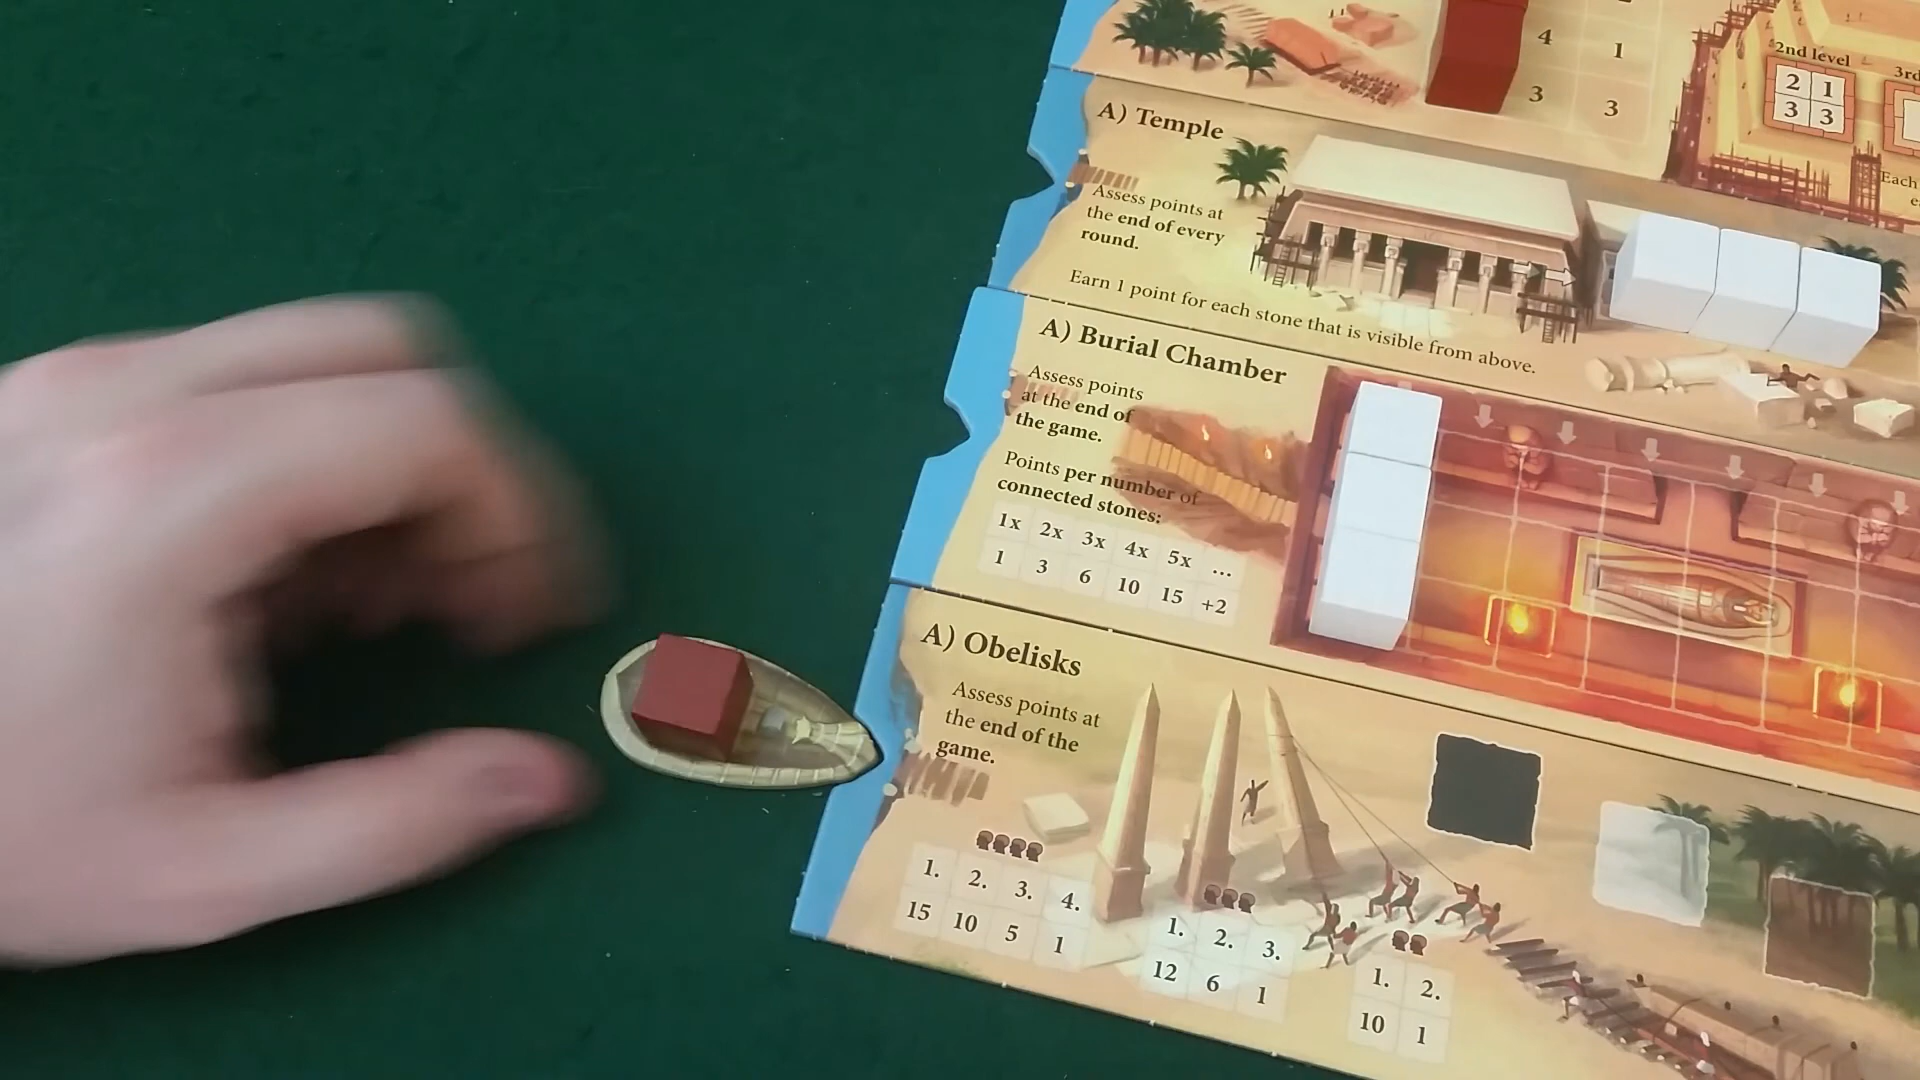 4 1
3 3
2nd level
3rd
2 1
3 3
Each
A) Temple
Assess points at
the end of every
round.
Earn 1 point for each stone that is visible from above.
A) Burial Chamber
Assess points
at the end of
the game.
Points per number of
connected stones:
1x 2x 3x 4x 5x ...
1 3 6 10 15 +2
A) Obelisks
Assess points at
the end of the
game.
1. 2. 3. 4.
15 10 5 1
1. 2. 3.
12 6 1
1. 2.
10 1